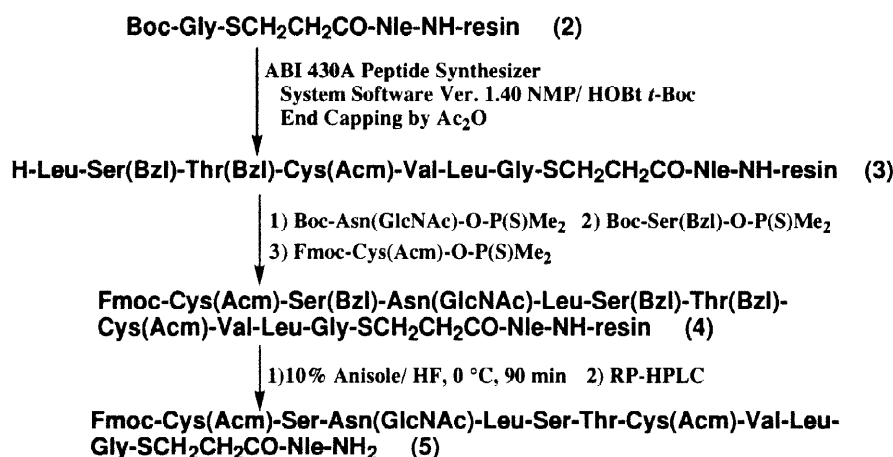 Boc-Gly-SCH₂CH₂CO-Nle-NH-resin (2)
ABI 430A Peptide Synthesizer
System Software Ver. 1.40 NMP/ HOBt t-Boc
End Capping by Ac₂O
H-Leu-Ser(Bzl)-Thr(Bzl)-Cys(Acm)-Val-Leu-Gly-SCH₂CH₂CO-Nle-NH-resin (3)
1) Boc-Asn(GlcNAc)-O-P(S)Me₂ 2) Boc-Ser(Bzl)-O-P(S)Me₂
3) Fmoc-Cys(Acm)-O-P(S)Me₂
Fmoc-Cys(Acm)-Ser(Bzl)-Asn(GlcNAc)-Leu-Ser(Bzl)-Thr(Bzl)-
Cys(Acm)-Val-Leu-Gly-SCH₂CH₂CO-Nle-NH-resin (4)
1)10% Anisole/ HF, 0 °C, 90 min 2) RP-HPLC
Fmoc-Cys(Acm)-Ser-Asn(GlcNAc)-Leu-Ser-Thr-Cys(Acm)-Val-Leu-
Gly-SCH₂CH₂CO-Nle-NH₂ (5)